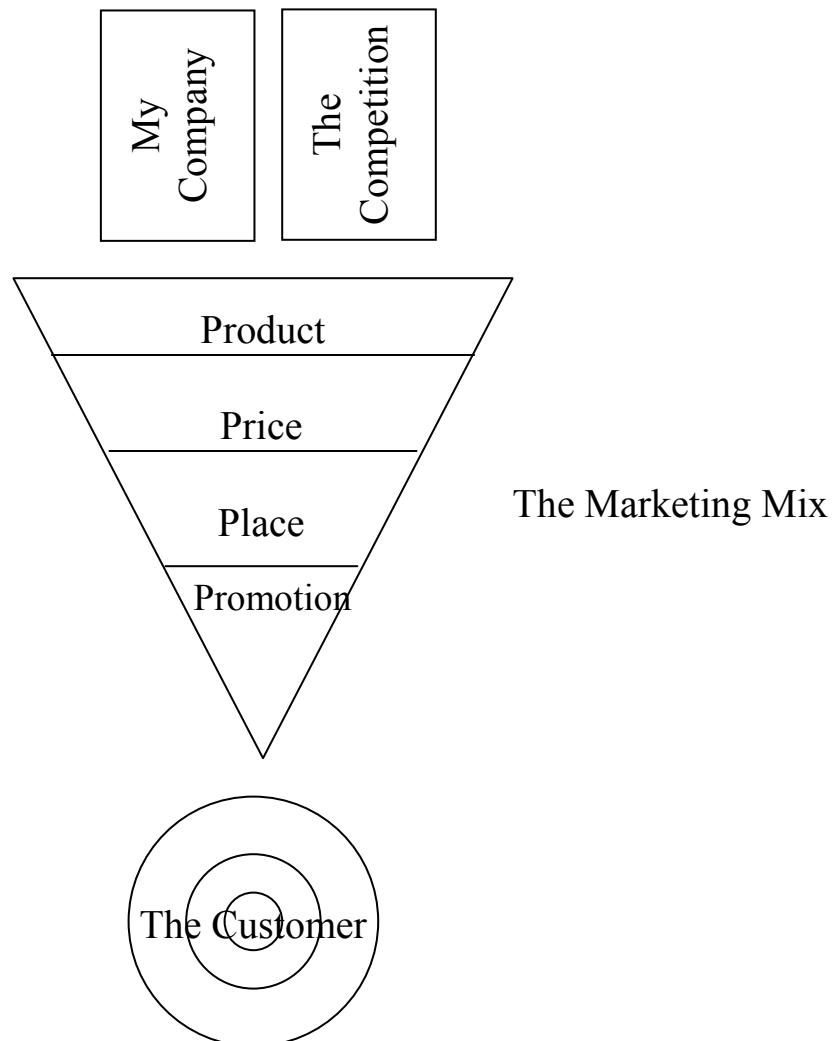 My
Company
The
Competition
Product
Price
Place
The Marketing Mix
Promotion
The Customer